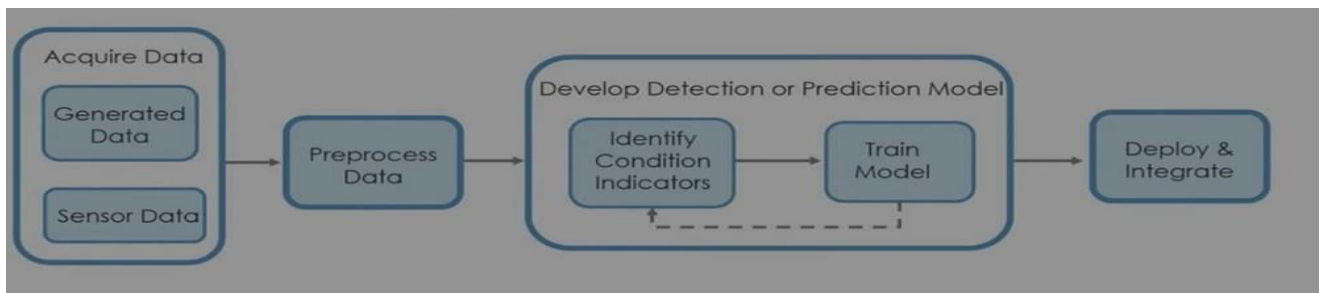 Acquire Data
Generated
Data
Sensor Data
Preprocess
Data
Develop Detection or Prediction Model
Identify
Condition
Indicators
Train
Model
Deploy &
Integrate